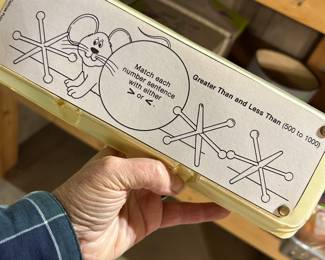 Match each
number sentence
with either
> or <
Greater Than and Less Than (500 to 1000)